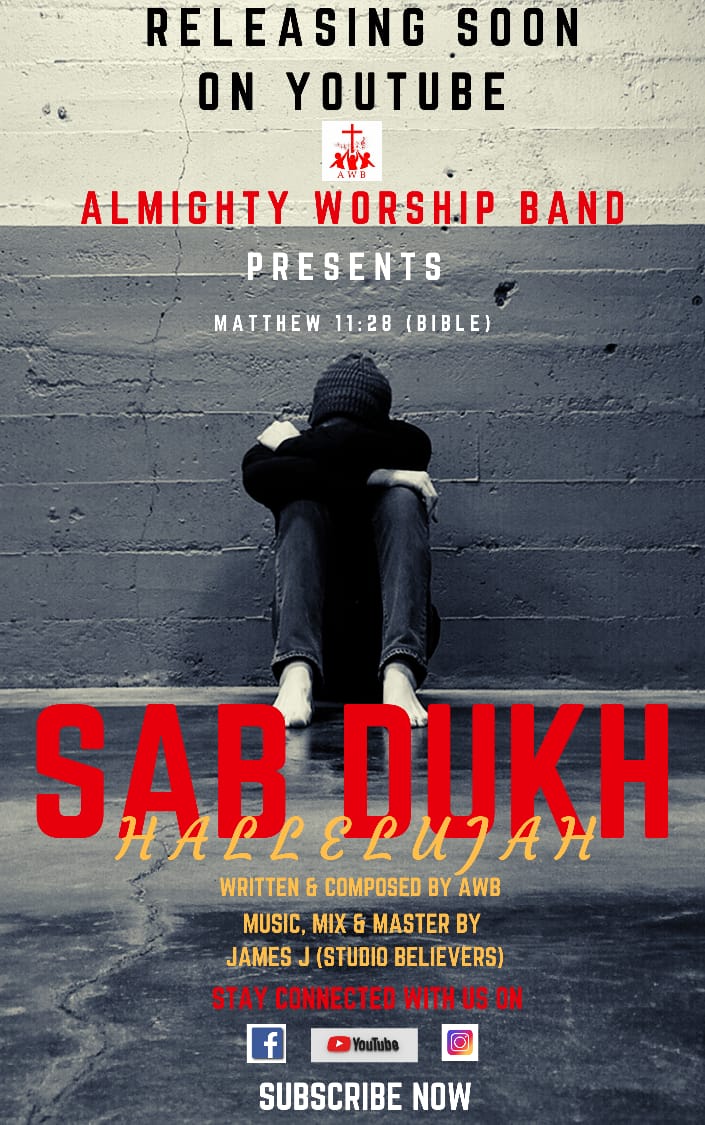 RELEASING SOON
ON YOUTUBE
AWB
ALMIGHTY WORSHIP BAND
PRESENTS
MATTHEW 11:28 (BIBLE)
SAB DUKH
HALLELUJAH
WRITTEN & COMPOSED BY AWB
MUSIC, MIX & MASTER BY
JAMES J (STUDIO BELIEVERS)
STAY CONNECTED WITH US ON
YouTube
SUBSCRIBE NOW